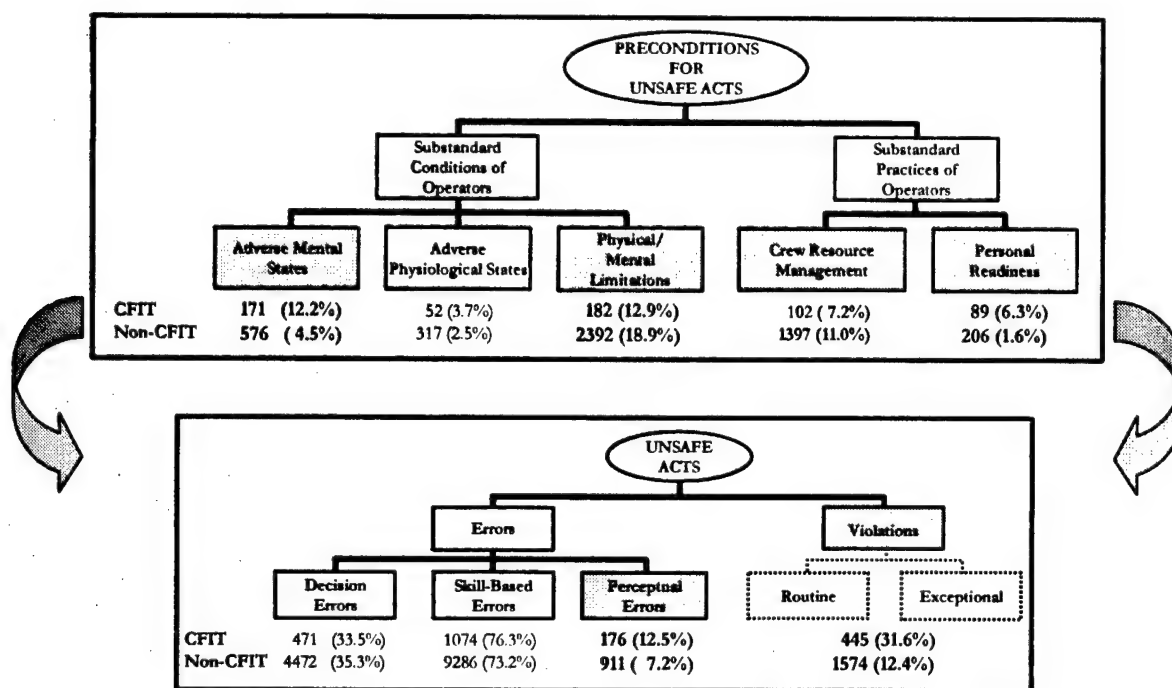 PRECONDITIONS
FOR
UNSAFE ACTS
Substandard
Conditions of
Operators
Substandard
Practices of
Operators
Adverse Mental
States
Adverse
Physiological States
Physical/
Mental
Limitations
Crew Resource
Management
Personal
Readiness
CFIT 171 (12.2%) 52 (3.7%) 182 (12.9%) 102 ( 7.2%) 89 (6.3%)
Non-CFIT 576 ( 4.5%) 317 (2.5%) 2392 (18.9%) 1397 (11.0%) 206 (1.6%)
UNSAFE
ACTS
Errors
Violations
Decision
Errors
Skill-Based
Errors
Perceptual
Errors
Routine
Exceptional
CFIT 471 (33.5%) 1074 (76.3%) 176 (12.5%) 445 (31.6%)
Non-CFIT 4472 (35.3%) 9286 (73.2%) 911 ( 7.2%) 1574 (12.4%)